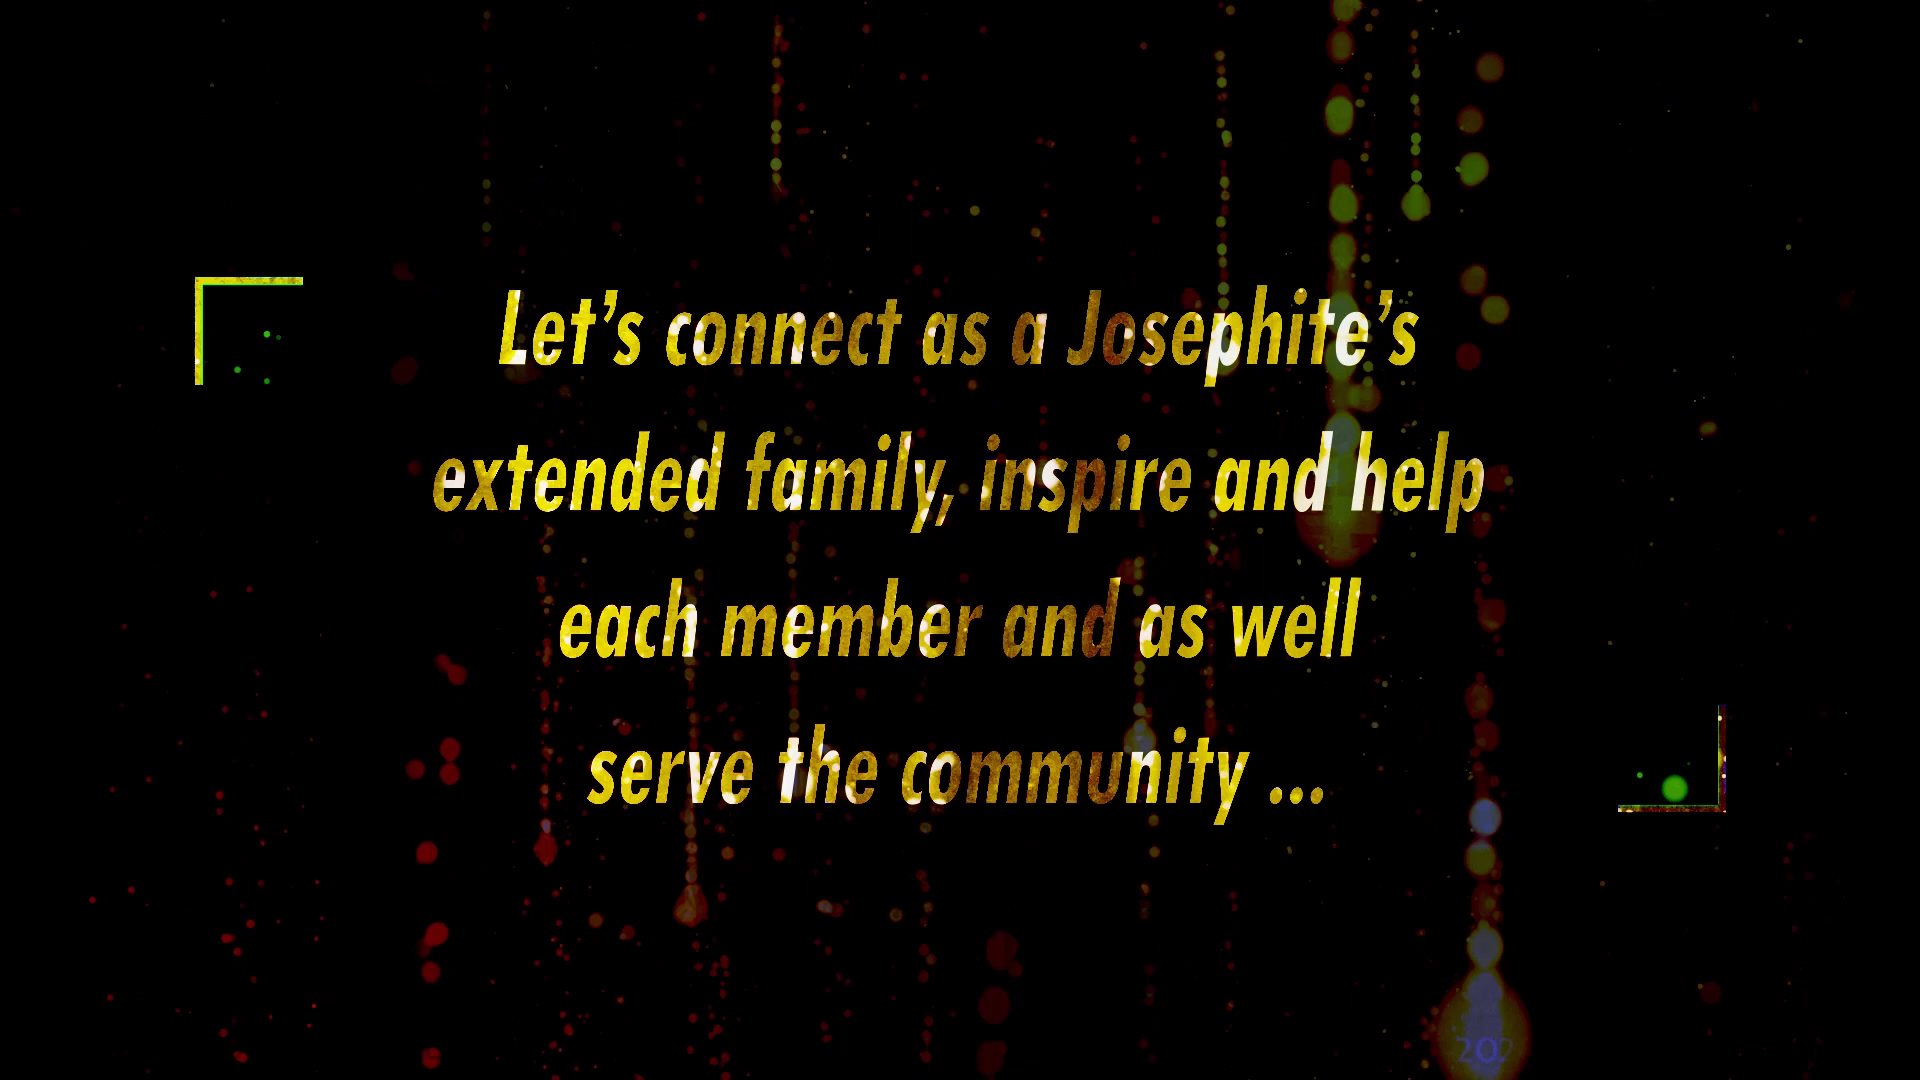 Let’s connect as a Josephite’s
extended family, inspire and help
each member and as well
serve the community ...